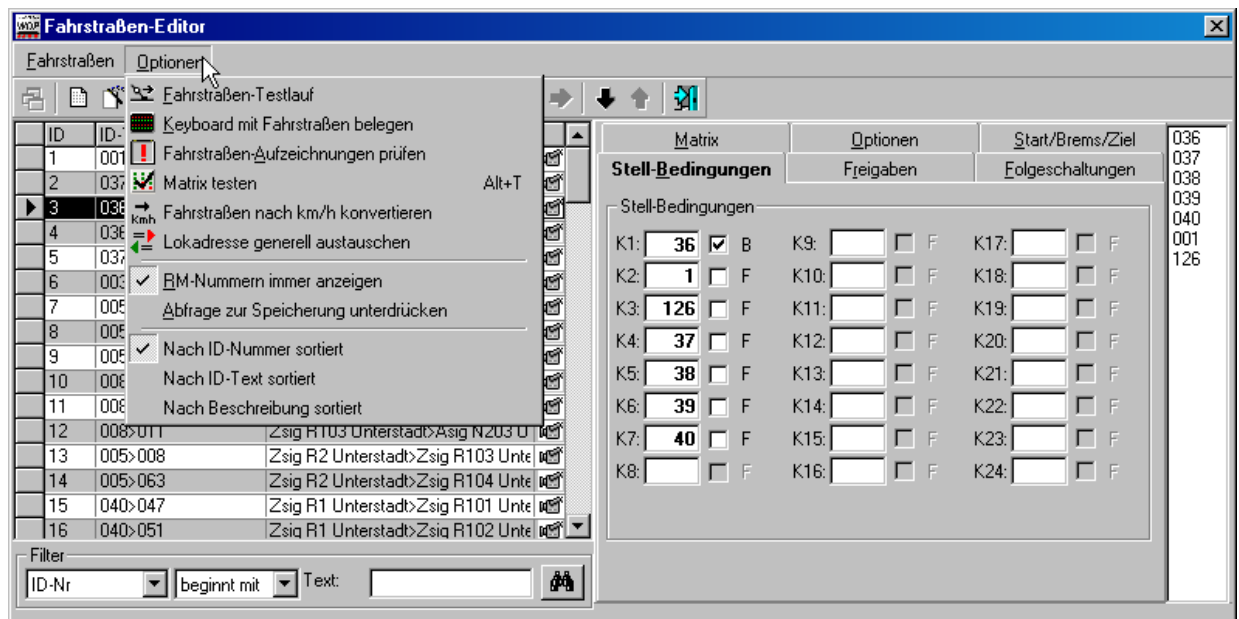 Fahrstraßen-Editor
Fahrstraßen Optionen
Fahrstraßen-Testlauf
Keyboard mit Fahrstraßen belegen
Fahrstraßen-Aufzeichnungen prüfen
Matrix testen Alt+T
Fahrstraßen nach km/h konvertieren
Lokadresse generell austauschen
RM-Nummern immer anzeigen
Abfrage zur Speicherung unterdrücken
Nach ID-Nummer sortiert
Nach ID-Text sortiert
Nach Beschreibung sortiert
ID
1
2
3
4
5
6
7
8
9
10
11
12 008>011 Zsig R103 Unterstadt>Asig N203 U
13 005>008 Zsig R2 Unterstadt>Zsig R103 Unte
14 005>063 Zsig R2 Unterstadt>Zsig R104 Unte
15 040>047 Zsig R1 Unterstadt>Zsig R101 Unte
16 040>051 Zsig R1 Unterstadt>Zsig R102 Unte
Filter
ID-Nr beginnt mit Text:
Matrix Optionen Start/Brems/Ziel
Stell-Bedingungen Freigaben Folgeschaltungen
Stell-Bedingungen
K1: 36 B K9: F K17: F
K2: 1 F K10: F K18: F
K3: 126 F K11: F K19: F
K4: 37 F K12: F K20: F
K5: 38 F K13: F K21: F
K6: 39 F K14: F K22: F
K7: 40 F K15: F K23: F
K8: F K16: F K24: F
036
037
038
039
040
001
126